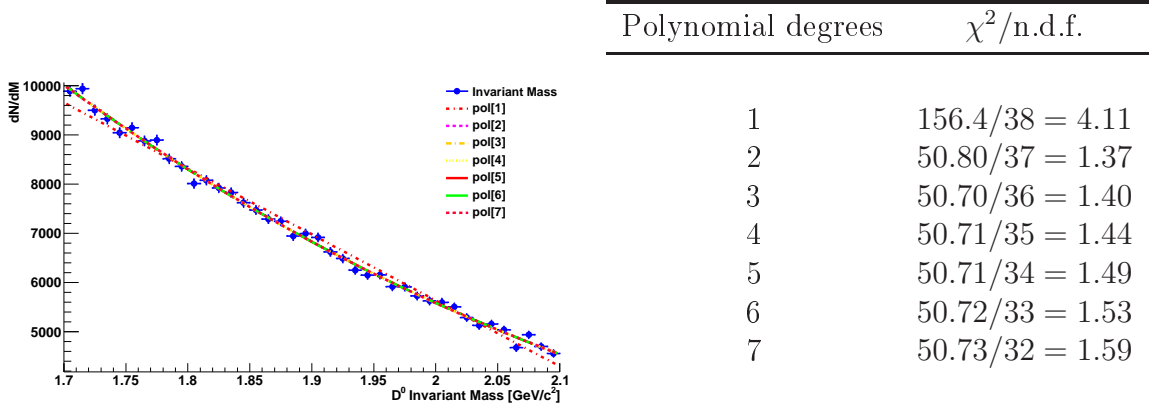 Polynomial degrees χ²/n.d.f.
1 156.4/38 = 4.11
2 50.80/37 = 1.37
3 50.70/36 = 1.40
4 50.71/35 = 1.44
5 50.71/34 = 1.49
6 50.72/33 = 1.53
7 50.73/32 = 1.59
dN/dM
10000
9000
8000
7000
6000
5000
Invariant Mass
pol[1]
pol[2]
pol[3]
pol[4]
pol[5]
pol[6]
pol[7]
1.7 1.75 1.8 1.85 1.9 1.95 2 2.05 2.1
D⁰ Invariant Mass [GeV/c²]